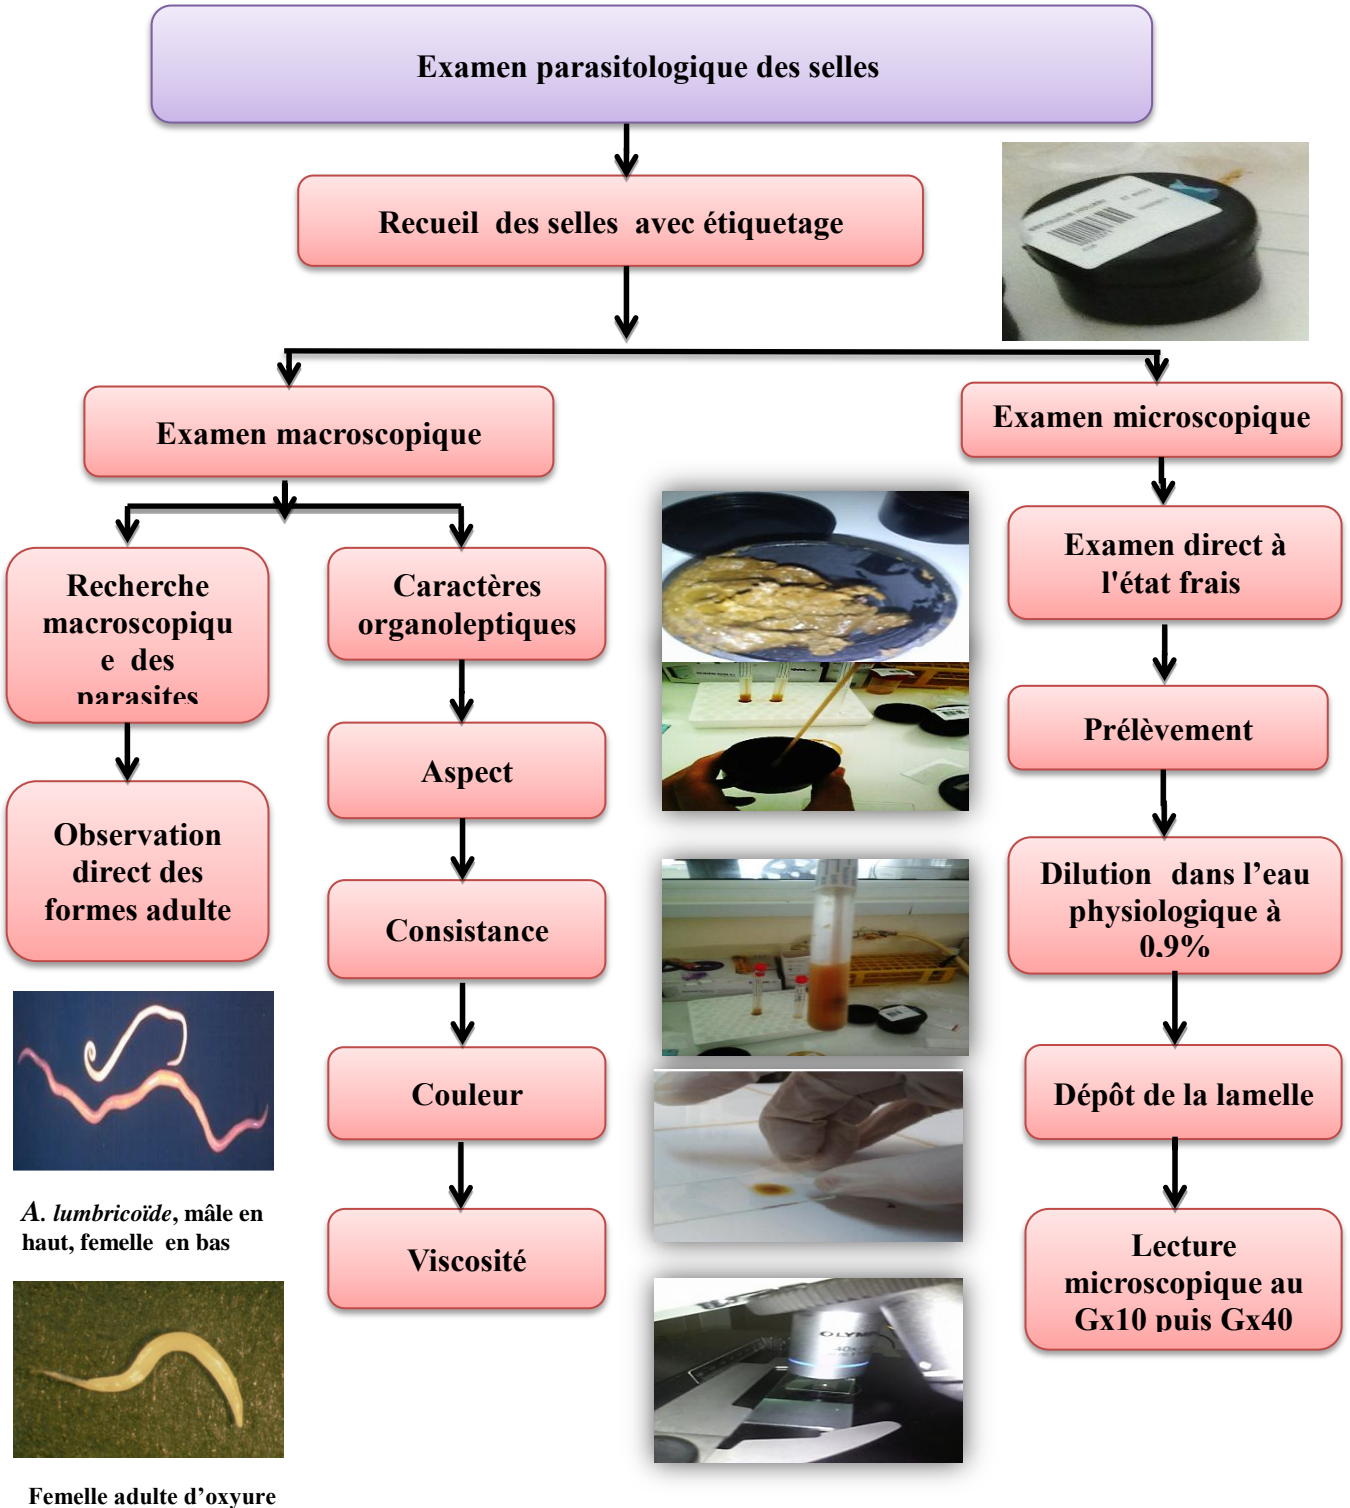 Examen parasitologique des selles
Recueil des selles avec étiquetage
Examen macroscopique
Examen microscopique
Recherche
macroscopiqu
e des
parasites
Caractères
organoleptiques
Examen direct à
l'état frais
Aspect
Prélèvement
Observation
direct des
formes adulte
Consistance
Dilution dans l’eau
physiologique à
0,9%
Couleur
Dépôt de la lamelle
A. lumbricoïde, mâle en
haut, femelle en bas
Viscosité
Lecture
microscopique au
Gx10 puis Gx40
Femelle adulte d’oxyure